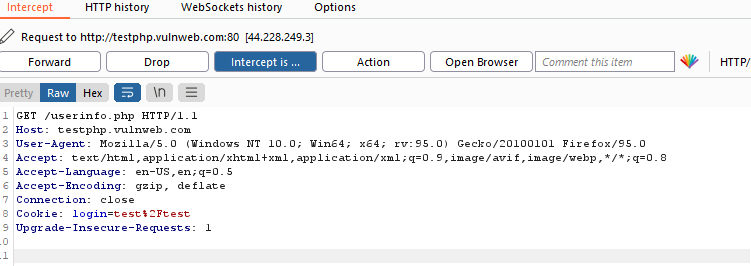 Intercept HTTP history WebSockets history Options
Request to http://testphp.vulnweb.com:80 [44.228.249.3]
Forward Drop Intercept is ... Action Open Browser Comment this item HTTP/
Pretty Raw Hex \n
1 GET /userinfo.php HTTP/1.1
2 Host: testphp.vulnweb.com
3 User-Agent: Mozilla/5.0 (Windows NT 10.0; Win64; x64; rv:95.0) Gecko/20100101 Firefox/95.0
4 Accept: text/html,application/xhtml+xml,application/xml;q=0.9,image/avif,image/webp,*/*;q=0.8
5 Accept-Language: en-US,en;q=0.5
6 Accept-Encoding: gzip, deflate
7 Connection: close
8 Cookie: login=test%2Ftest
9 Upgrade-Insecure-Requests: 1
10
11